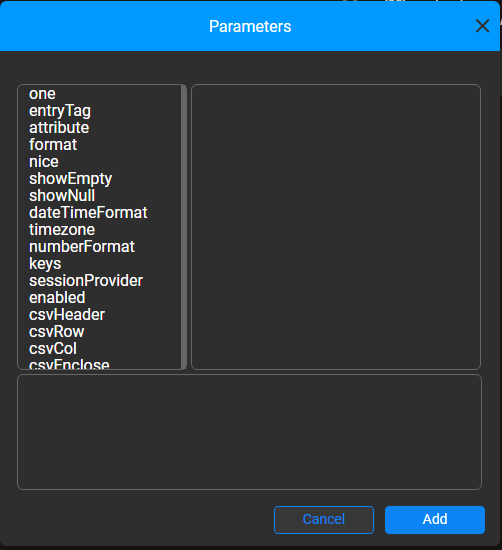 Parameters
one
entryTag
attribute
format
nice
showEmpty
showNull
dateTimeFormat
timezone
numberFormat
keys
sessionProvider
enabled
csvHeader
csvRow
csvCol
csvEnclose
Cancel
Add